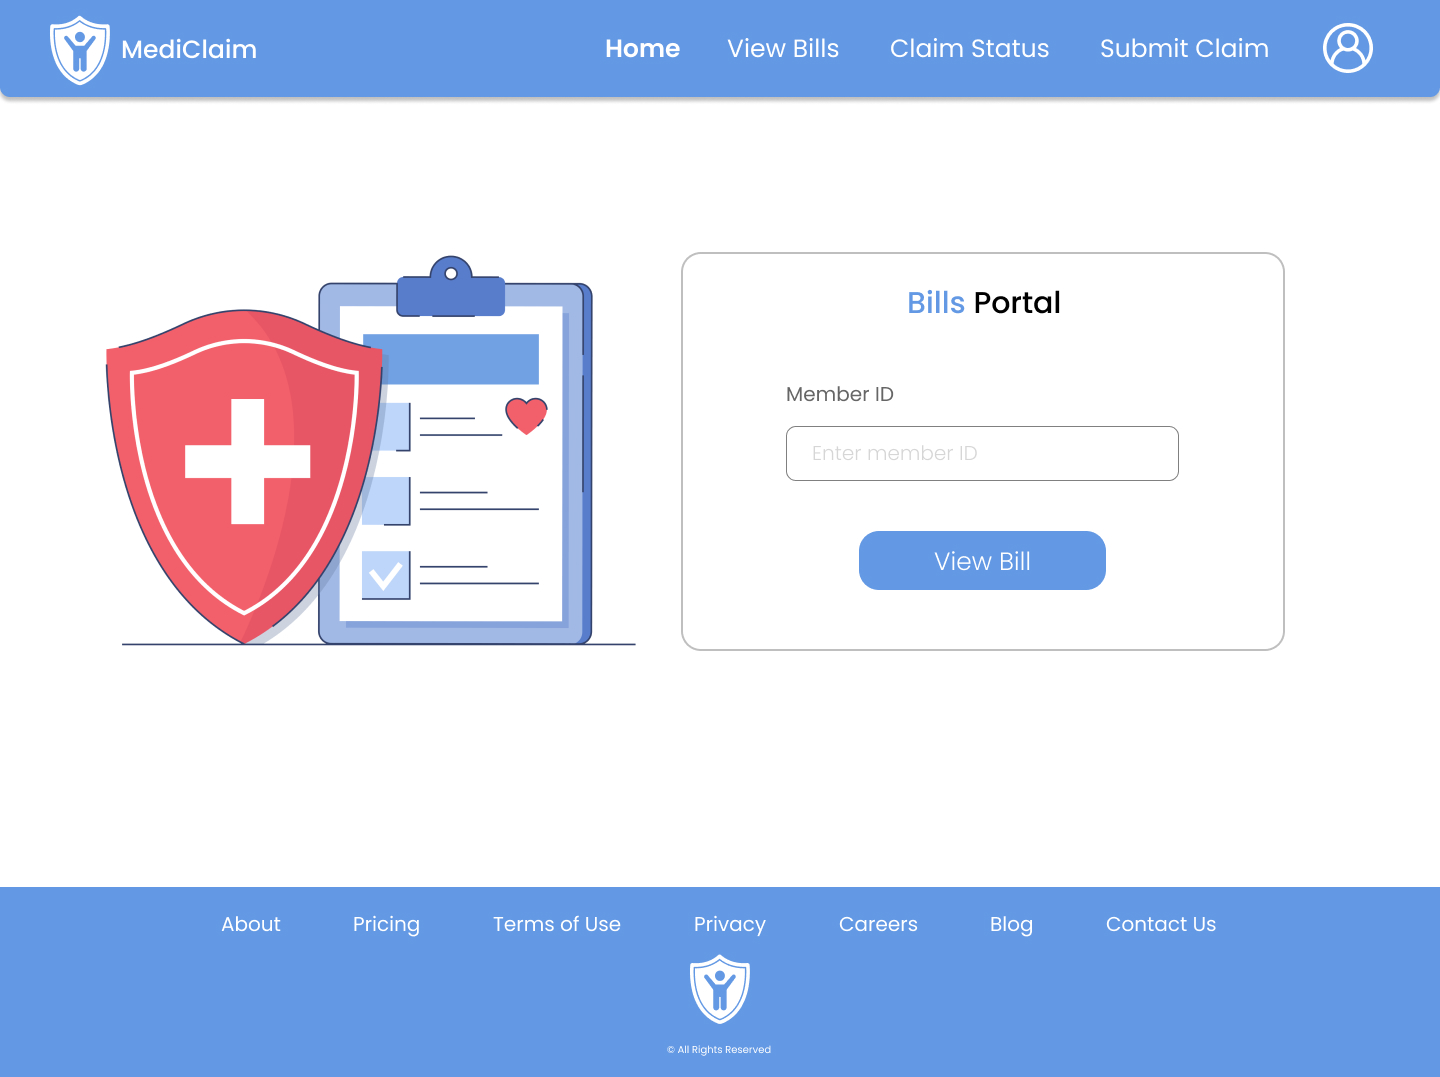 MediClaim
Home
View Bills
Claim Status
Submit Claim
Bills Portal
Member ID
Enter member ID
View Bill
About
Pricing
Terms of Use
Privacy
Careers
Blog
Contact Us
© All Rights Reserved